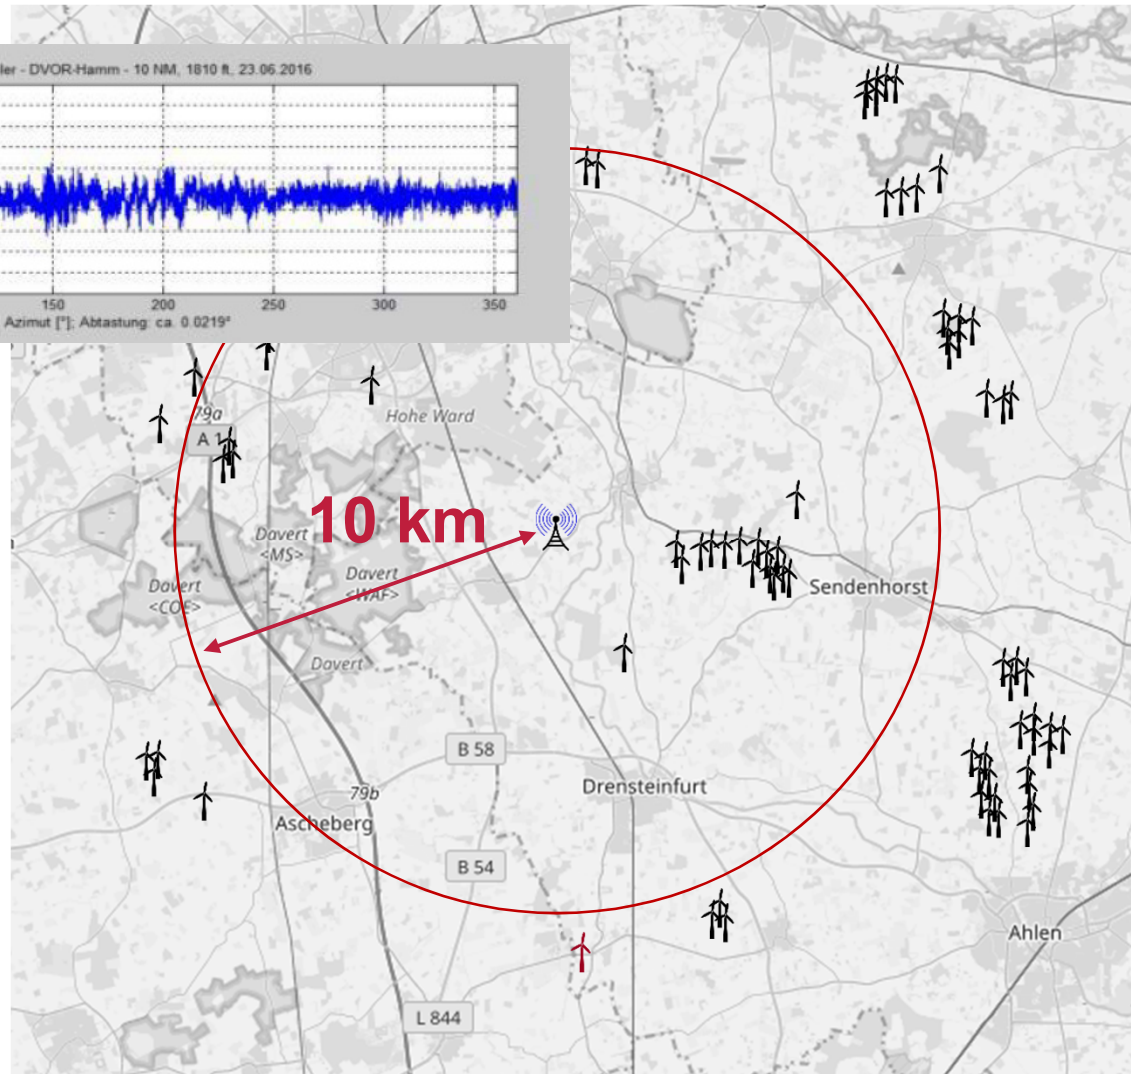 ler - DVOR-Hamm - 10 NM, 1810 ft, 23.06.2016
150 200 250 300 350
Azimut [°]; Abtastung: ca. 0.0219°
79a
A 1
Hohe Ward
10 km
Davert
<MS>
Davert
<COE>
Davert
<WAF>
Sendenhorst
Davert
B 58
79b
Drensteinfurt
Ascheberg
B 54
Ahlen
L 844